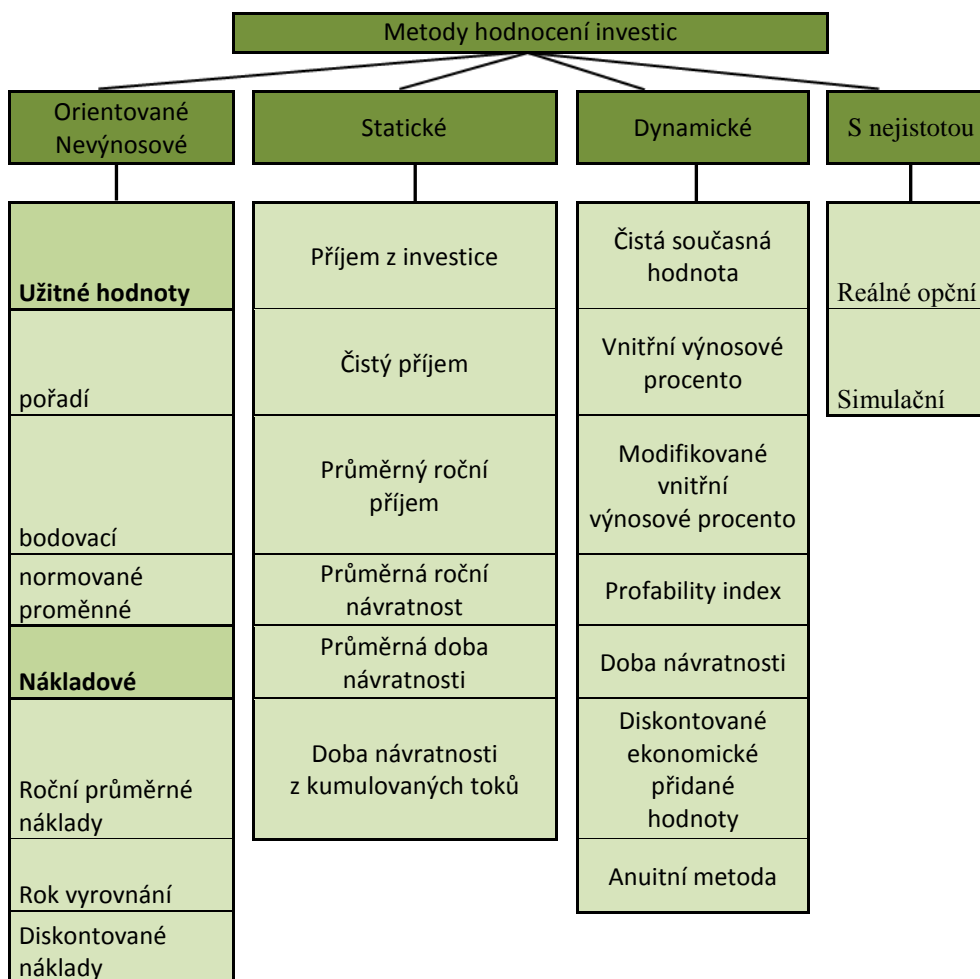 Metody hodnocení investic
Orientované
Nevýnosové
Užitné hodnoty
pořadí
bodovací
normované
proměnné
Nákladové
Roční průměrné
náklady
Rok vyrovnání
Diskontované
náklady
Statické
Příjem z investice
Čistý příjem
Průměrný roční
příjem
Průměrná roční
návratnost
Průměrná doba
návratnosti
Doba návratnosti
z kumulovaných toků
Dynamické
Čistá současná
hodnota
Vnitřní výnosové
procento
Modifikované
vnitřní
výnosové procento
Profability index
Doba návratnosti
Diskontované
ekonomické
přidané
hodnoty
Anuitní metoda
S nejistotou
Reálné opční
Simulační